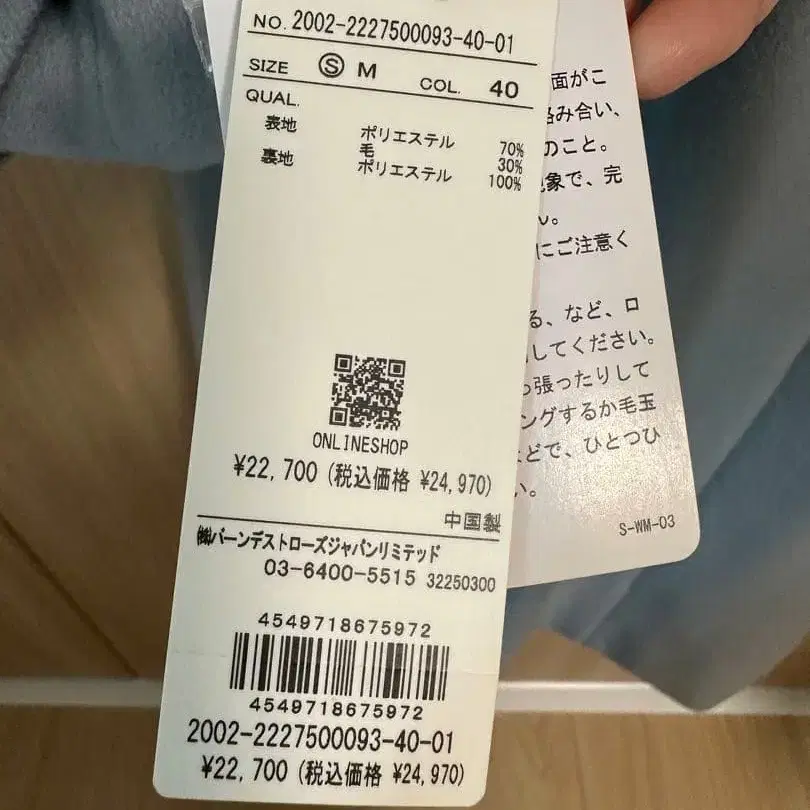 NO. 2002-2227500093-40-01
SIZE Ⓢ M COL. 40
QUAL.
表地 ポリエステル 70%
毛 30%
裏地 ポリエステル 100%
ONLINESHOP
¥22,700 (税込価格 ¥24,970)
中国製
㈱バーンデストローズジャパンリミテッド
03-6400-5515 32250300
4549718675972
4549718675972
2002-2227500093-40-01
¥22,700 (税込価格 ¥24,970)
面がこ
み合い、
のこと。
象で、完
ん。
にご注意く
る、など、ロ
してください。
張ったりして
ングするか毛玉
どで、ひとつひ
い。
S-WM-03